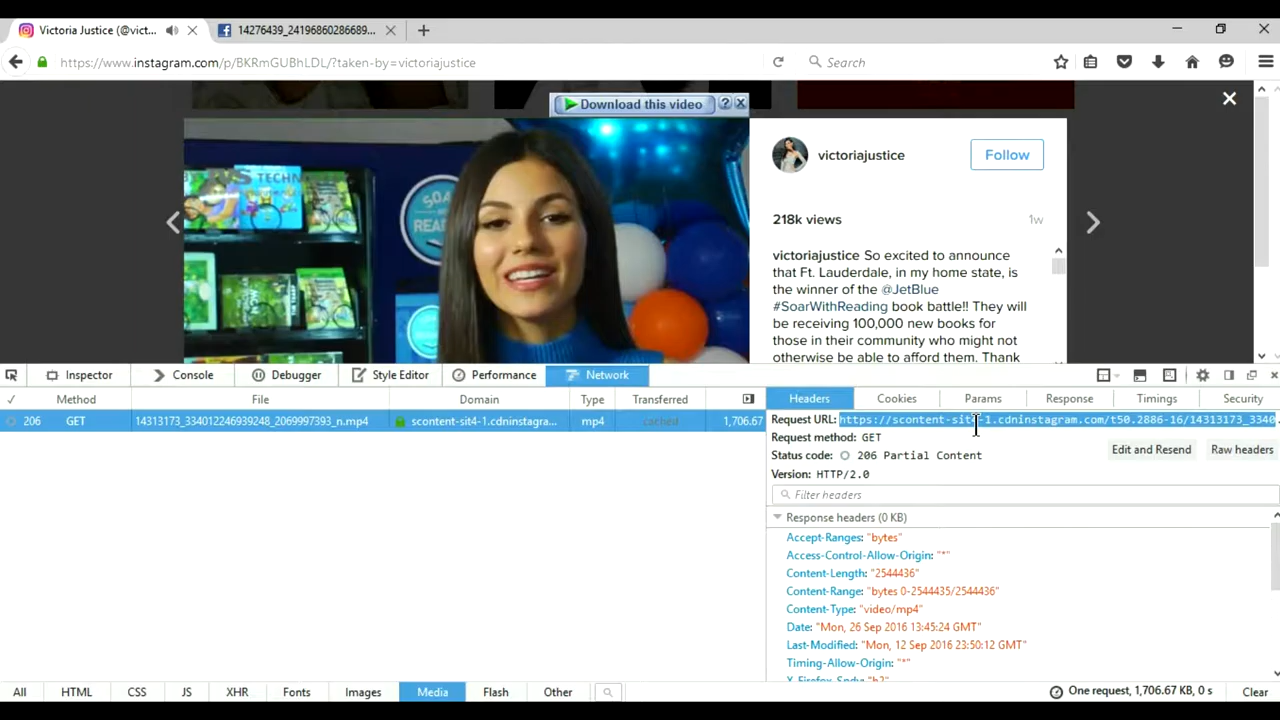 Victoria Justice (@vict...
14276439_24196860286689...
https://www.instagram.com/p/BKRmGUBhLDL/?taken-by=victoriajustice
Search
Download this video
?
victoriajustice
Follow
218k views
1w
victoriajustice So excited to announce
that Ft. Lauderdale, in my home state, is
the winner of the @JetBlue
#SoarWithReading book battle!! They will
be receiving 100,000 new books for
those in their community who might not
otherwise be able to afford them. Thank
Inspector
Console
Debugger
Style Editor
Performance
Network
Method
File
Domain
Type
Transferred
Headers
Cookies
Params
Response
Timings
Security
206 GET 14313173_334012246939248_2069997393_n.mp4 scontent-sit4-1.cdninstagra... mp4 cached 1,706.67
Request URL: https://scontent-sit4-1.cdninstagram.com/t50.2886-16/14313173_3340
Request method: GET
Status code: 206 Partial Content
Edit and Resend
Raw headers
Version: HTTP/2.0
Filter headers
Response headers (0 KB)
Accept-Ranges: "bytes"
Access-Control-Allow-Origin: "*"
Content-Length: "2544436"
Content-Range: "bytes 0-2544435/2544436"
Content-Type: "video/mp4"
Date: "Mon, 26 Sep 2016 13:45:24 GMT"
Last-Modified: "Mon, 12 Sep 2016 23:50:12 GMT"
Timing-Allow-Origin: "*"
X-Firefox-Spdy: "h2"
All
HTML
CSS
JS
XHR
Fonts
Images
Media
Flash
Other
One request, 1,706.67 KB, 0 s
Clear